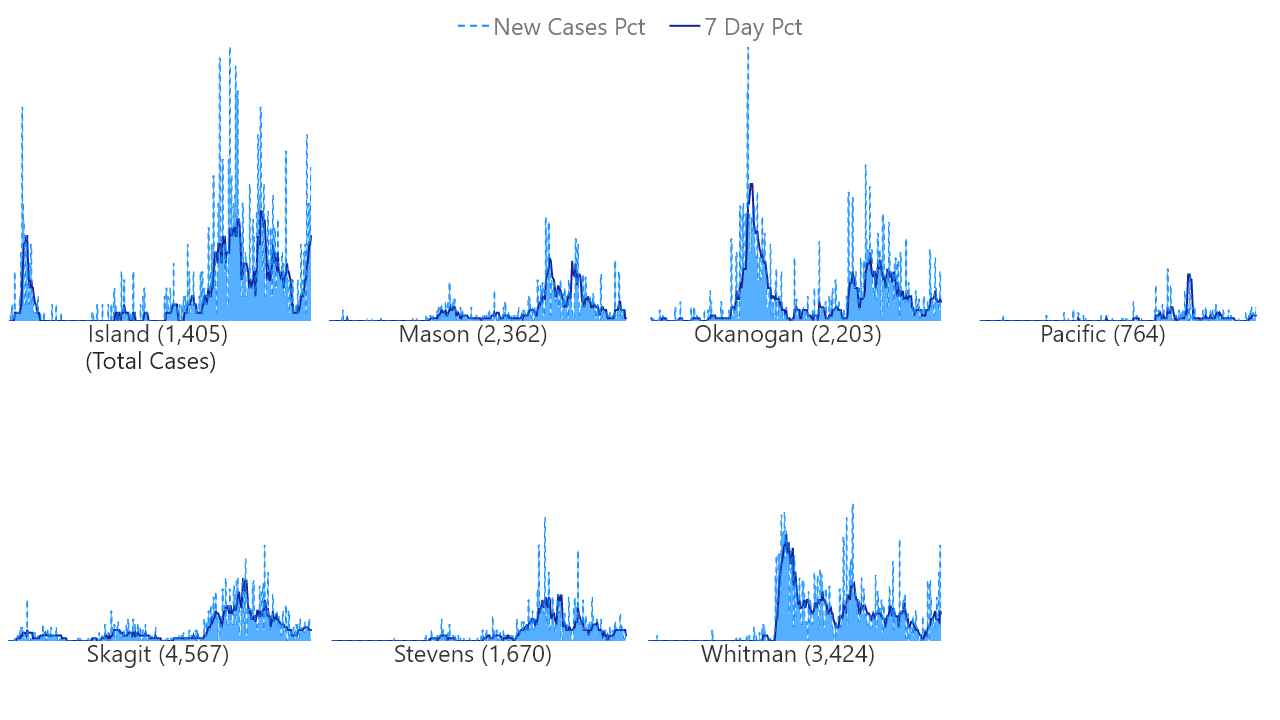 New Cases Pct 7 Day Pct
Island (1,405) Mason (2,362) Okanogan (2,203) Pacific (764)
(Total Cases)
Skagit (4,567) Stevens (1,670) Whitman (3,424)